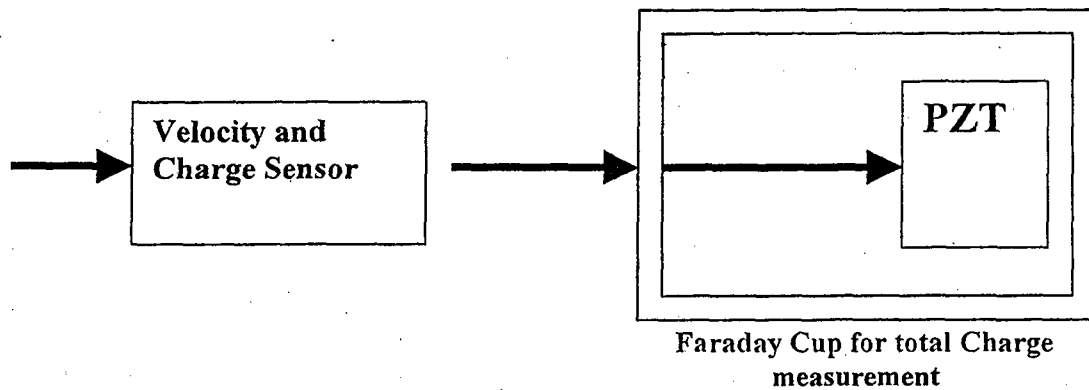 Velocity and
Charge Sensor
PZT
Faraday Cup for total Charge
measurement